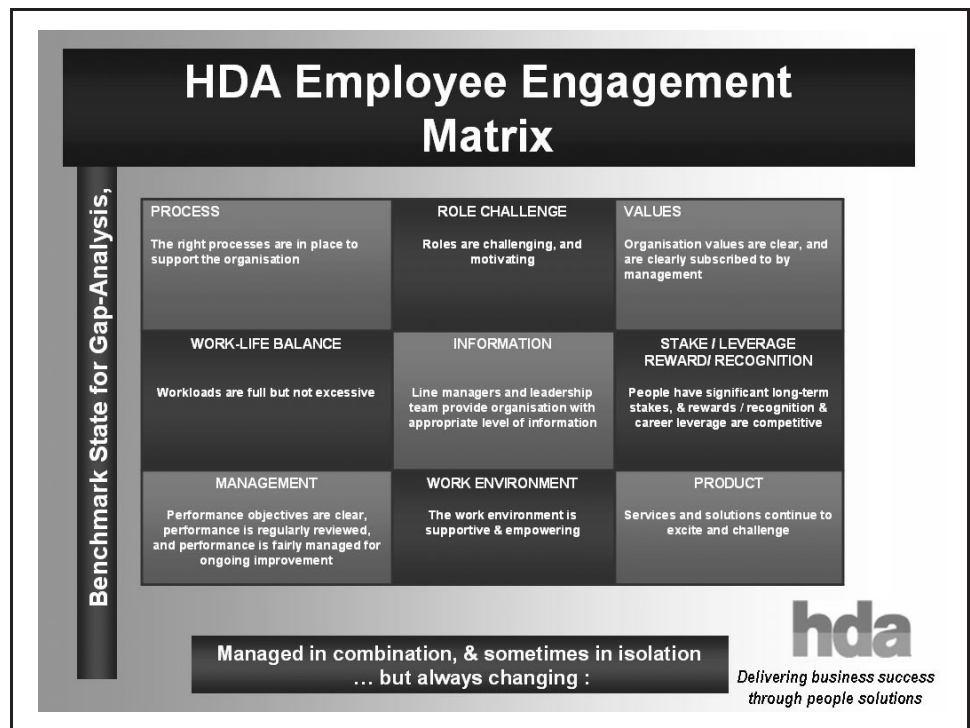 HDA Employee Engagement
Matrix
Benchmark State for Gap-Analysis,
PROCESS
The right processes are in place to
support the organisation
ROLE CHALLENGE
Roles are challenging, and
motivating
VALUES
Organisation values are clear, and
are clearly subscribed to by
management
WORK-LIFE BALANCE
Workloads are full but not excessive
INFORMATION
Line managers and leadership
team provide organisation with
appropriate level of information
STAKE / LEVERAGE
REWARD/ RECOGNITION
People have significant long-term
stakes, & rewards / recognition &
career leverage are competitive
MANAGEMENT
Performance objectives are clear,
performance is regularly reviewed,
and performance is fairly managed for
ongoing improvement
WORK ENVIRONMENT
The work environment is
supportive & empowering
PRODUCT
Services and solutions continue to
excite and challenge
Managed in combination, & sometimes in isolation
... but always changing :
hda
Delivering business success
through people solutions